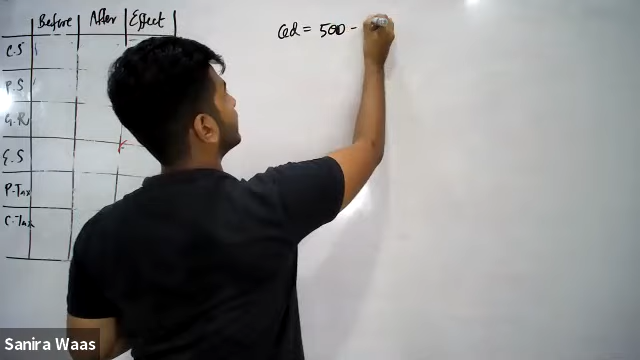 Before After Effect
C.S
P.S
G.R
E.S
P.Tax
C.Tax
Qd = 500 -
Sanira Waas